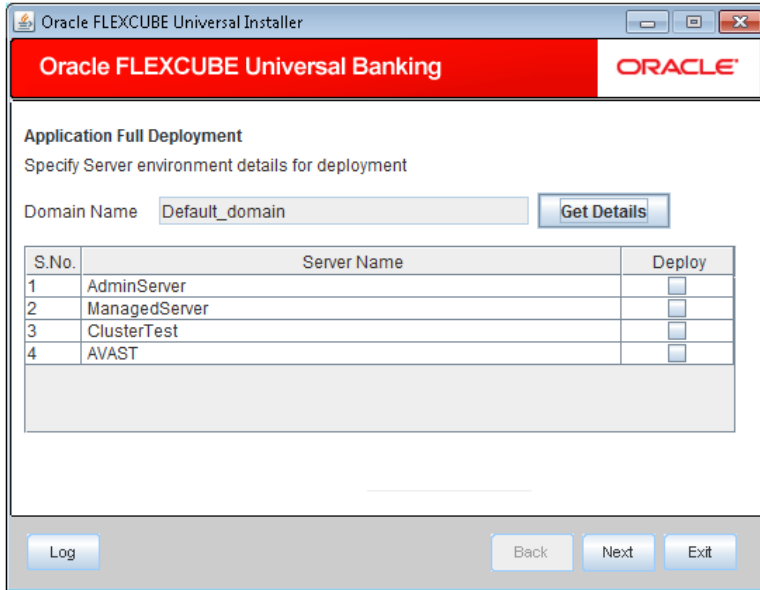 Oracle FLEXCUBE Universal Installer
Oracle FLEXCUBE Universal Banking ORACLE
Application Full Deployment
Specify Server environment details for deployment
Domain Name Default_domain Get Details
S.No. Server Name Deploy
1 AdminServer
2 ManagedServer
3 ClusterTest
4 AVAST
Log Back Next Exit